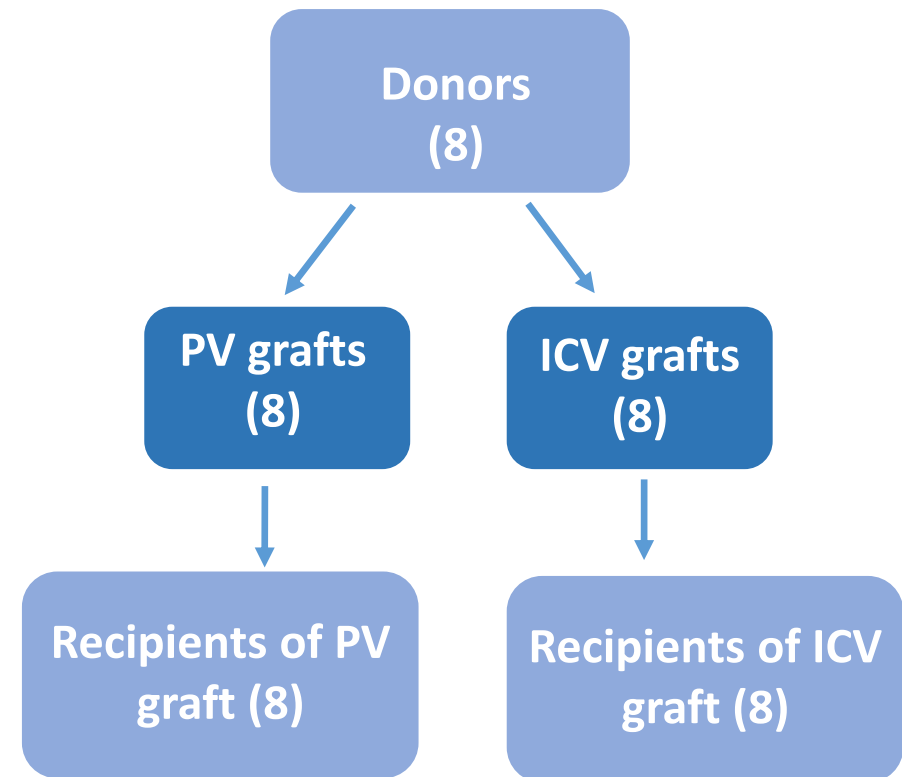 Donors
(8)
PV grafts
(8)
ICV grafts
(8)
Recipients of PV
graft (8)
Recipients of ICV
graft (8)